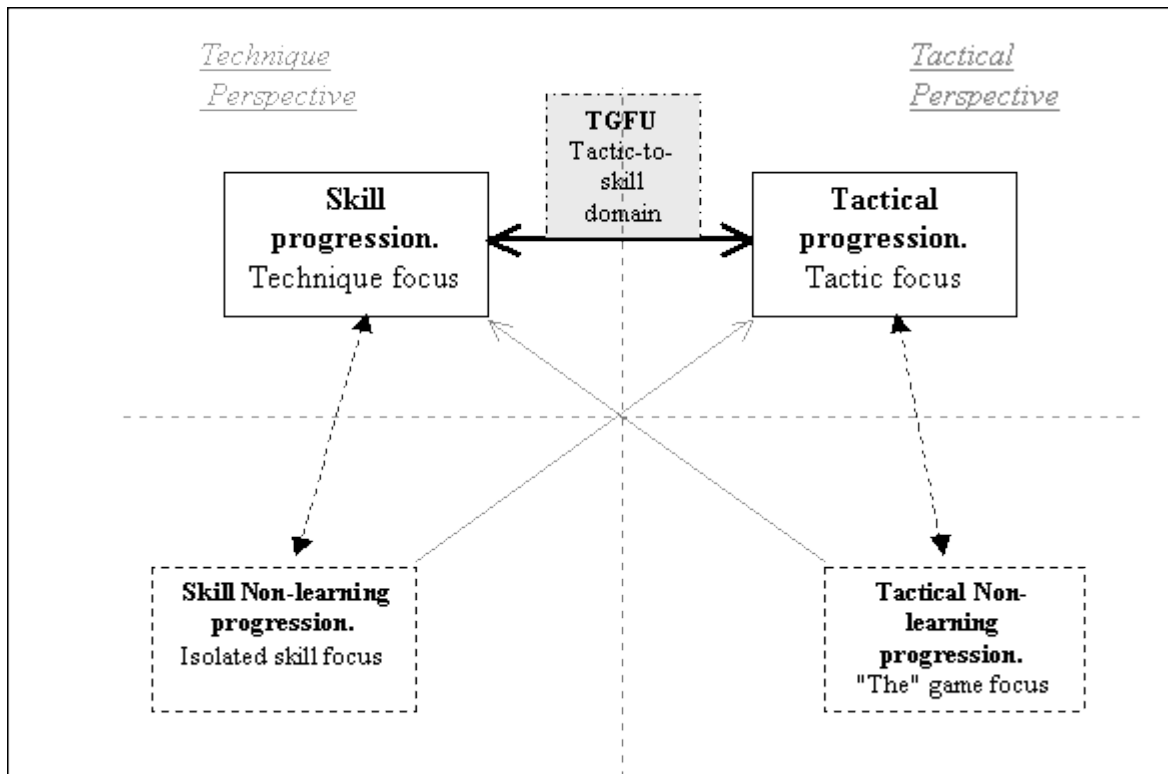 Technique
Perspective
Tactical
Perspective
TGFU
Tactic-to-
skill
domain
Skill
progression.
Technique focus
Tactical
progression.
Tactic focus
Skill Non-learning
progression.
Isolated skill focus
Tactical Non-
learning
progression.
"The" game focus